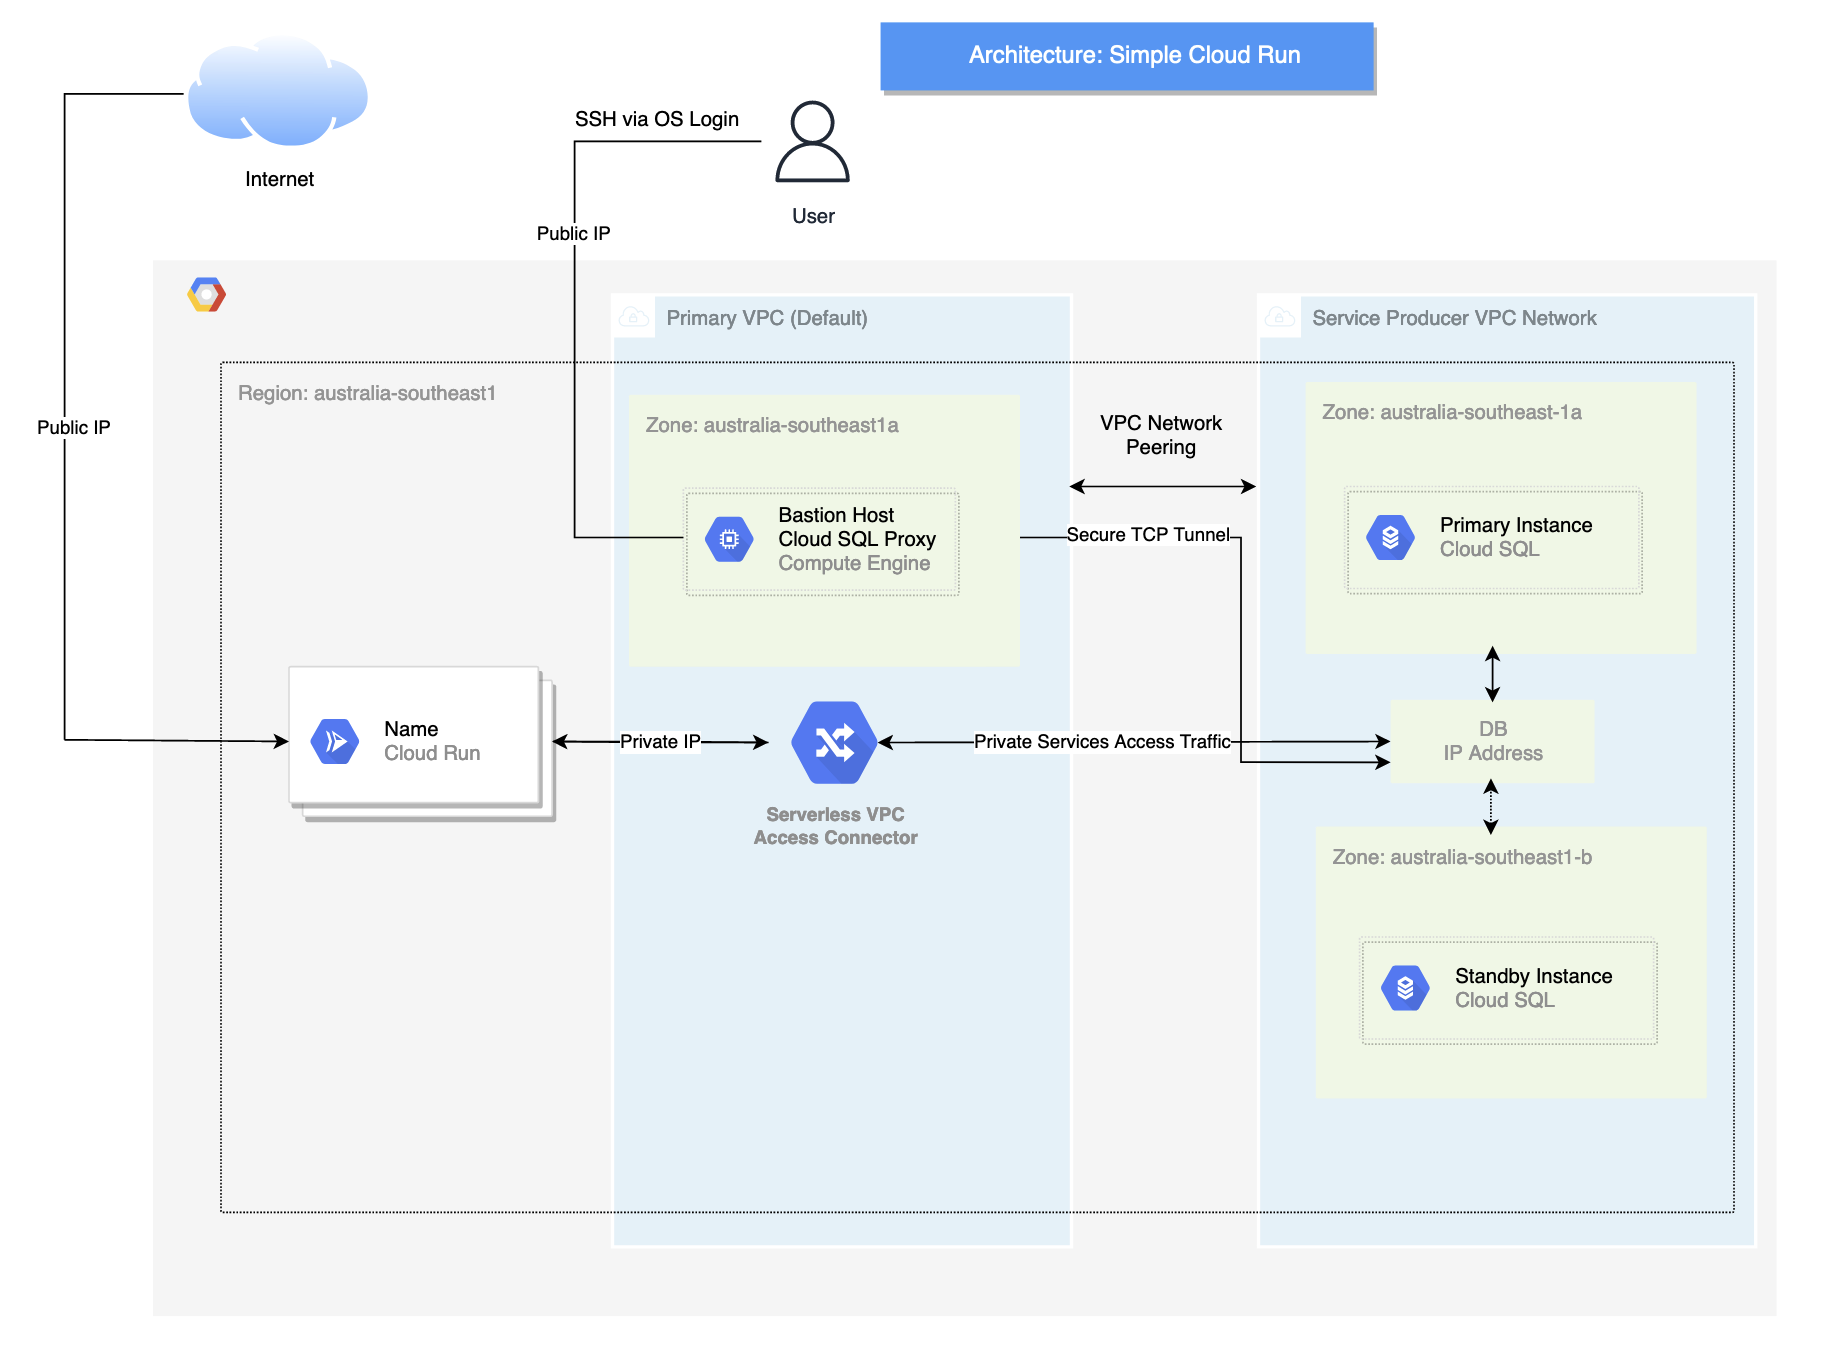 Architecture: Simple Cloud Run
Internet
SSH via OS Login
User
Public IP
Primary VPC (Default)
Service Producer VPC Network
Region: australia-southeast1
Public IP
Zone: australia-southeast1a
VPC Network
Peering
Zone: australia-southeast-1a
Bastion Host
Cloud SQL Proxy
Compute Engine
Secure TCP Tunnel
Primary Instance
Cloud SQL
Name
Cloud Run
Private IP
Serverless VPC
Access Connector
Private Services Access Traffic
DB
IP Address
Zone: australia-southeast1-b
Standby Instance
Cloud SQL